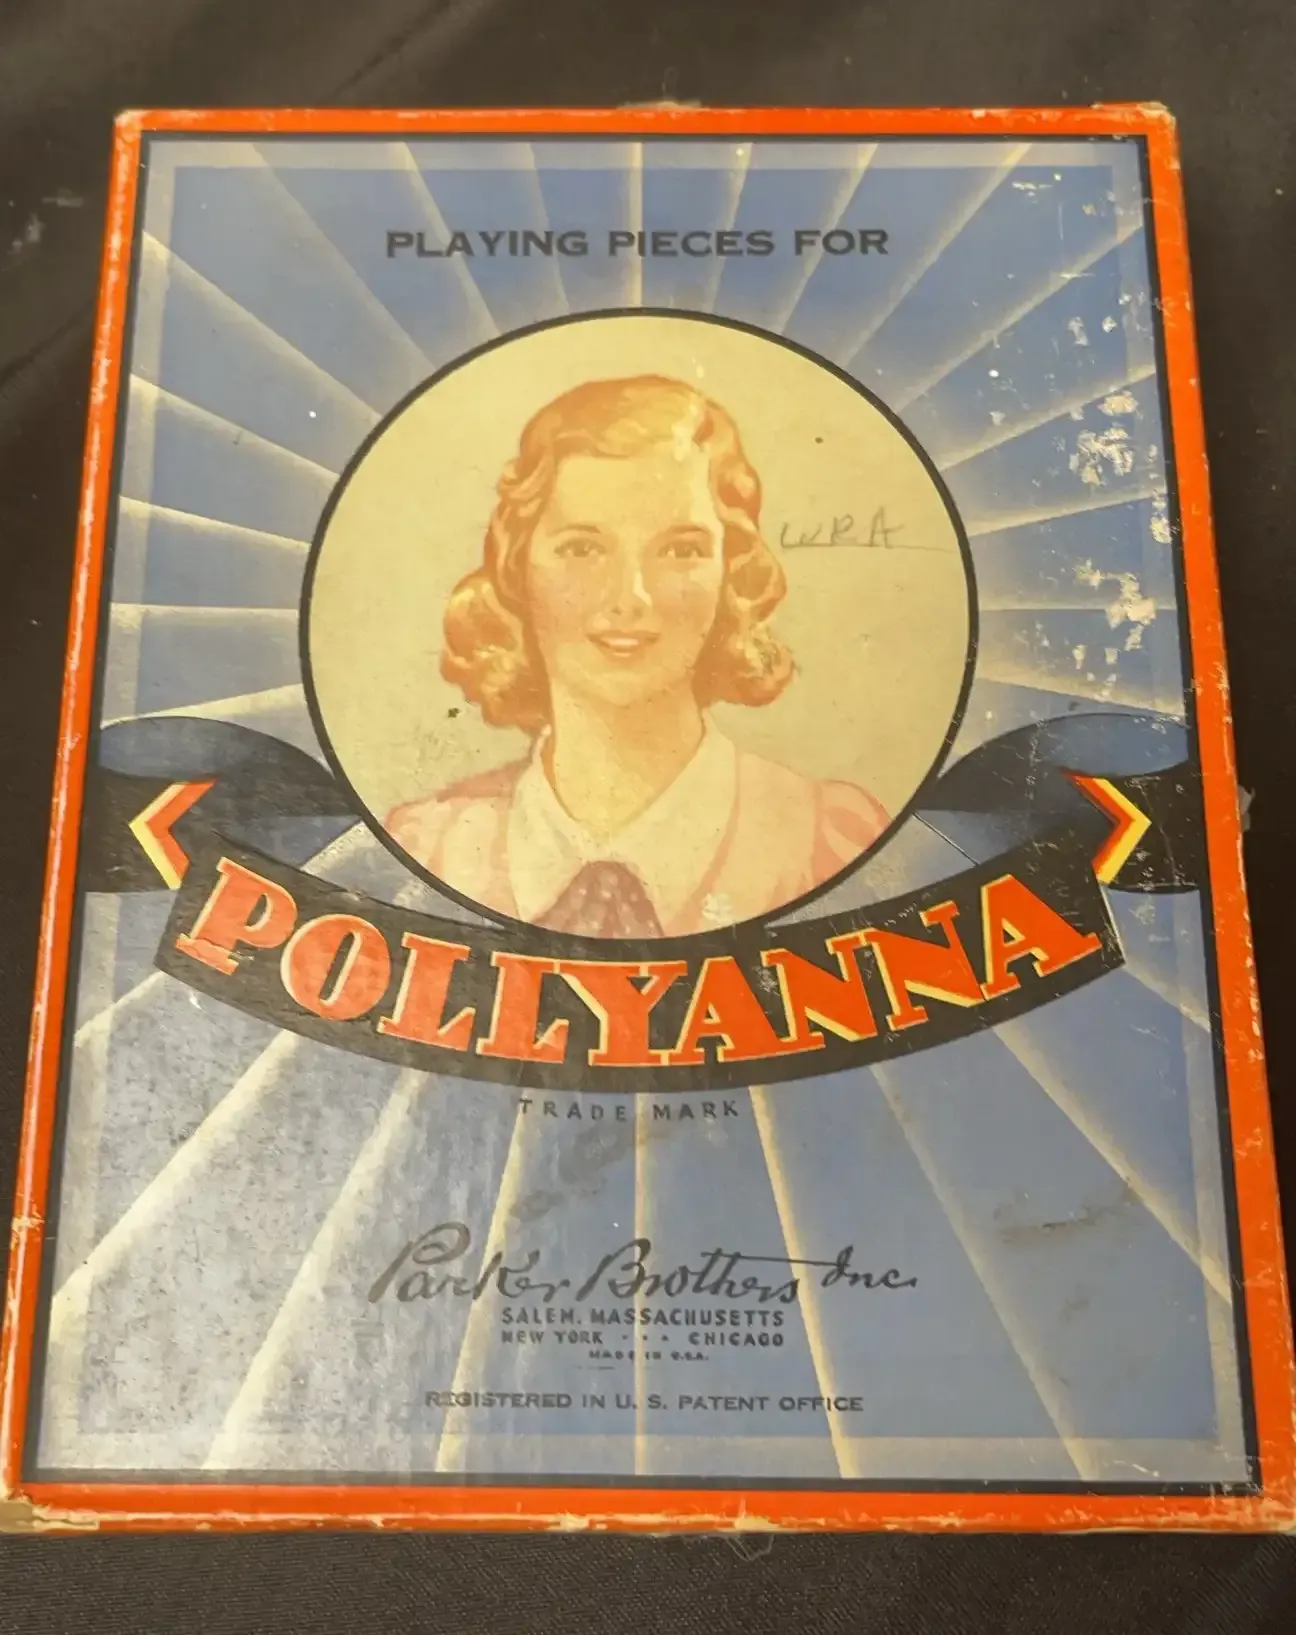 PLAYING PIECES FOR
WRA
POLLYANNA
TRADE MARK
Parker Brothers Inc.
SALEM, MASSACHUSETTS
NEW YORK · · · CHICAGO
MADE IN U.S.A.
REGISTERED IN U. S. PATENT OFFICE